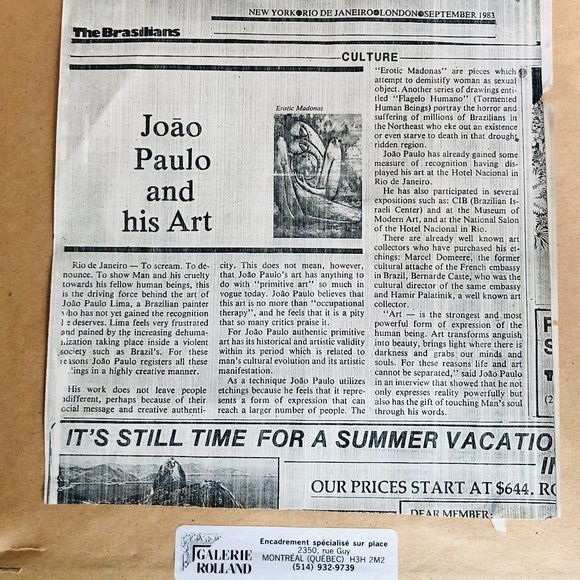 NEW YORK●RIO DE JANEIRO●LONDON●SEPTEMBER 1983
The Brasilians
CULTURE
João
Paulo
and
his Art
Erotic Madonas
Rio de Janeiro — To scream. To de-
nounce. To show Man and his cruelty
towards his fellow human beings, this
is the driving force behind the art of
João Paulo Lima, a Brazilian painter
who has not yet gained the recognition
he deserves. Lima feels very frustrated
and pained by the increasing dehuma-
nization taking place inside a violent
society such as Brazil's. For these
reasons João Paulo registers all these
ings in a highly creative manner.
His work does not leave people
different, perhaps because of their
ocial message and creative authenti-
city. This does not mean, however,
that João Paulo's art has anything to
do with "primitive art" so much in
vogue today. João Paulo believes that
this art is no more than "occupational
therapy", and he feels that it is a pity
that so many critics praise it.
For João Paulo authentic primitive
art has its historical and artistic validity
within its period which is related to
man's cultural evolution and its artistic
manifestation.
As a technique João Paulo utilizes
etchings because he feels that it repre-
sents a form of expression that can
reach a larger number of people. The
"Erotic Madonas" are pieces which
attempt to demistify woman as sexual
object. Another series of drawings enti-
tled "Flagelo Humano" (Tormented
Human Beings) portray the horror and
suffering of millions of Brazilians in
the Northeast who eke out an existence
or even starve to death in that drought
ridden region.
João Paulo has already gained some
measure of recognition having dis-
played his art at the Hotel Nacional in
Rio de Janeiro.
He has also participated in several
expositions such as: CIB (Brazilian Is-
raeli Center) and at the Museum of
Modern Art, and at the National Salon
of the Hotel Nacional in Rio.
There are already well known art
collectors who have purchased his et-
chings: Marcel Domeere, the former
cultural attache of the French embassy
in Brazil, Bernarde Caste, who was the
cultural director of the same embassy
and Hamir Palatinik, a well known art
collector.
"Art — is the strongest and most
powerful form of expression of the
human being. Art transforms anguish
into beauty, brings light where there is
darkness and grabs our minds and
souls. For these reasons life and art
cannot be separated," said João Paulo
in an interview that showed that he not
only expresses reality powerfully but
also has the gift of touching Man's soul
through his words.
IT'S STILL TIME FOR A SUMMER VACATIO
IN
OUR PRICES START AT $644. RO
DEAR MEMBER:
GALERIE
ROLLAND
Encadrement spécialisé sur place
2350, rue Guy
MONTRÉAL (QUÉBEC) H3H 2M2
(514) 932-9739